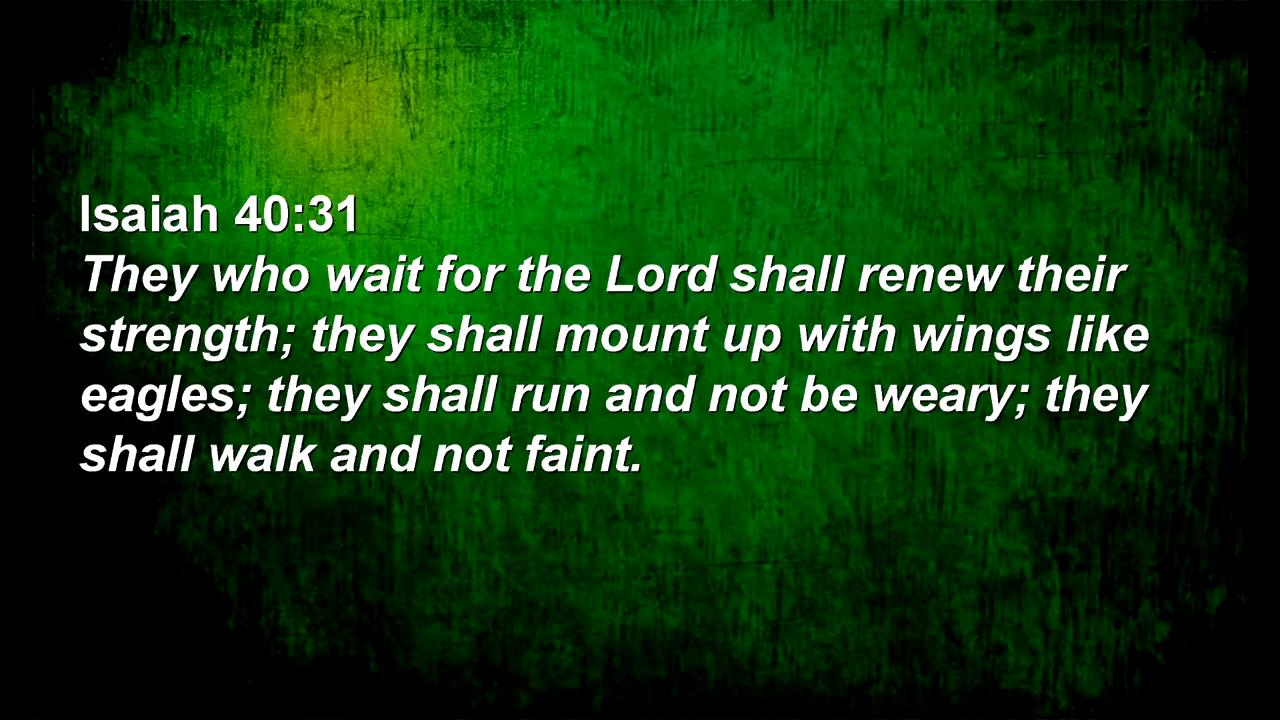 Isaiah 40:31
They who wait for the Lord shall renew their
strength; they shall mount up with wings like
eagles; they shall run and not be weary; they
shall walk and not faint.